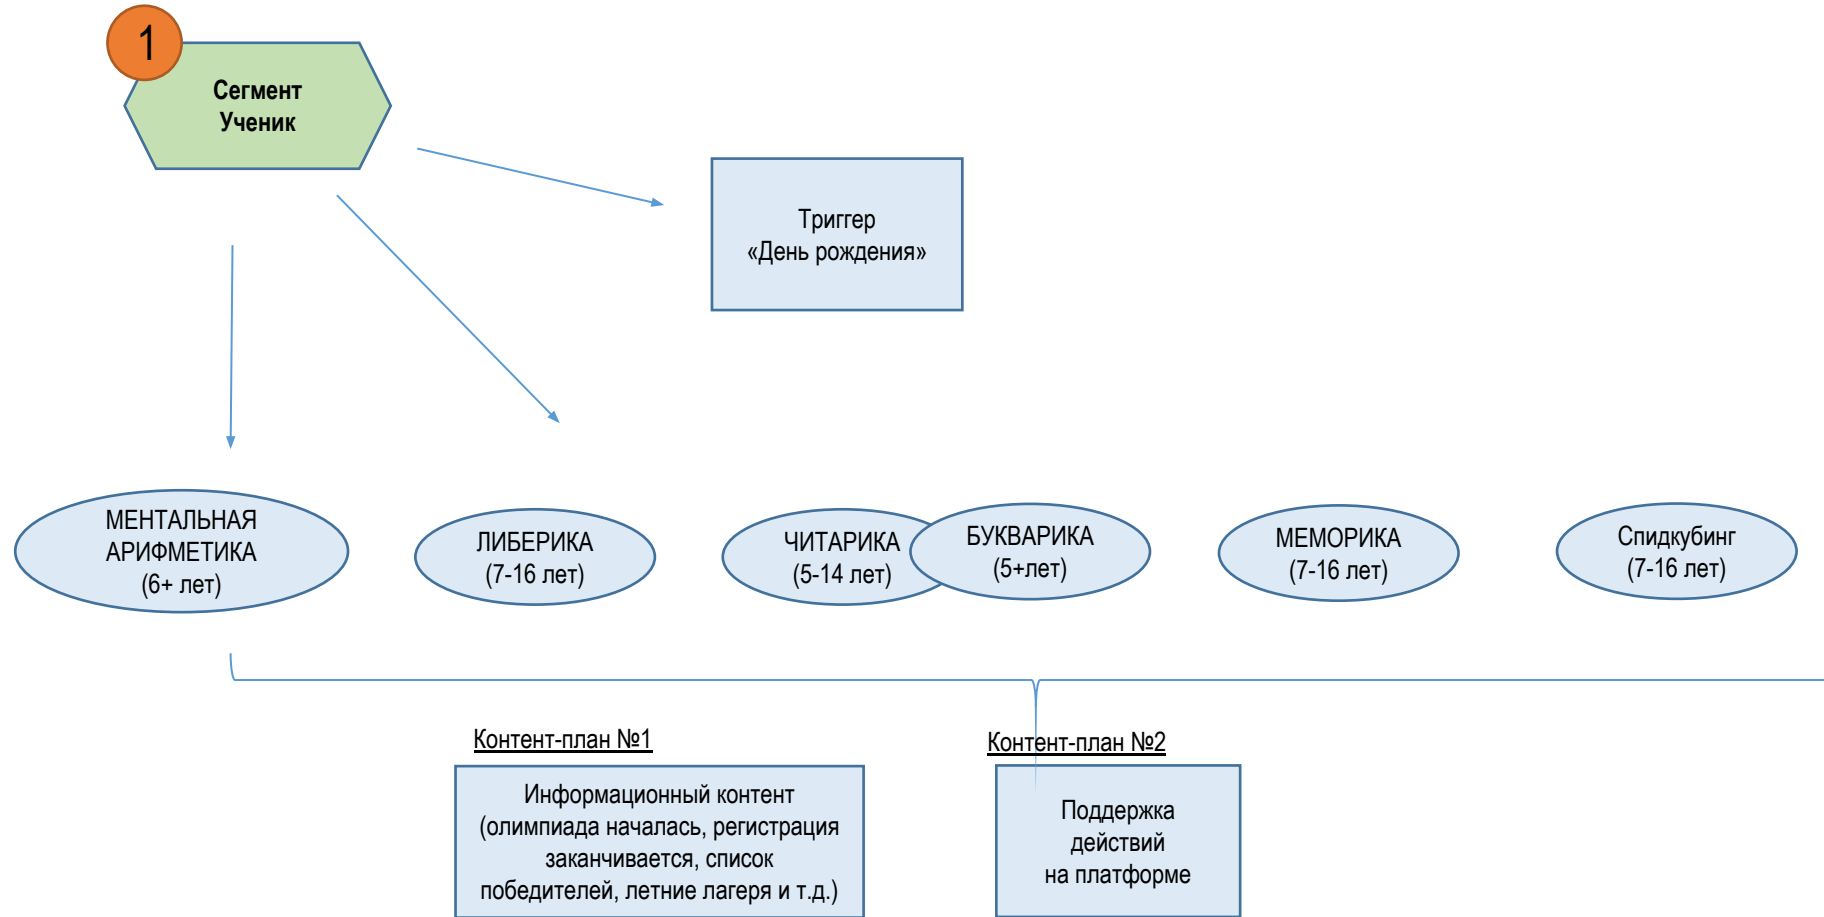 1
Сегмент
Ученик
Триггер
«День рождения»
МЕНТАЛЬНАЯ
АРИФМЕТИКА
(6+ лет)
ЛИБЕРИКА
(7-16 лет)
ЧИТАРИКА
(5-14 лет)
БУКВАРИКА
(5+лет)
МЕМОРИКА
(7-16 лет)
Спидкубинг
(7-16 лет)
Контент-план №1
Информационный контент
(олимпиада началась, регистрация
заканчивается, список
победителей, летние лагеря и т.д.)
Контент-план №2
Поддержка
действий
на платформе